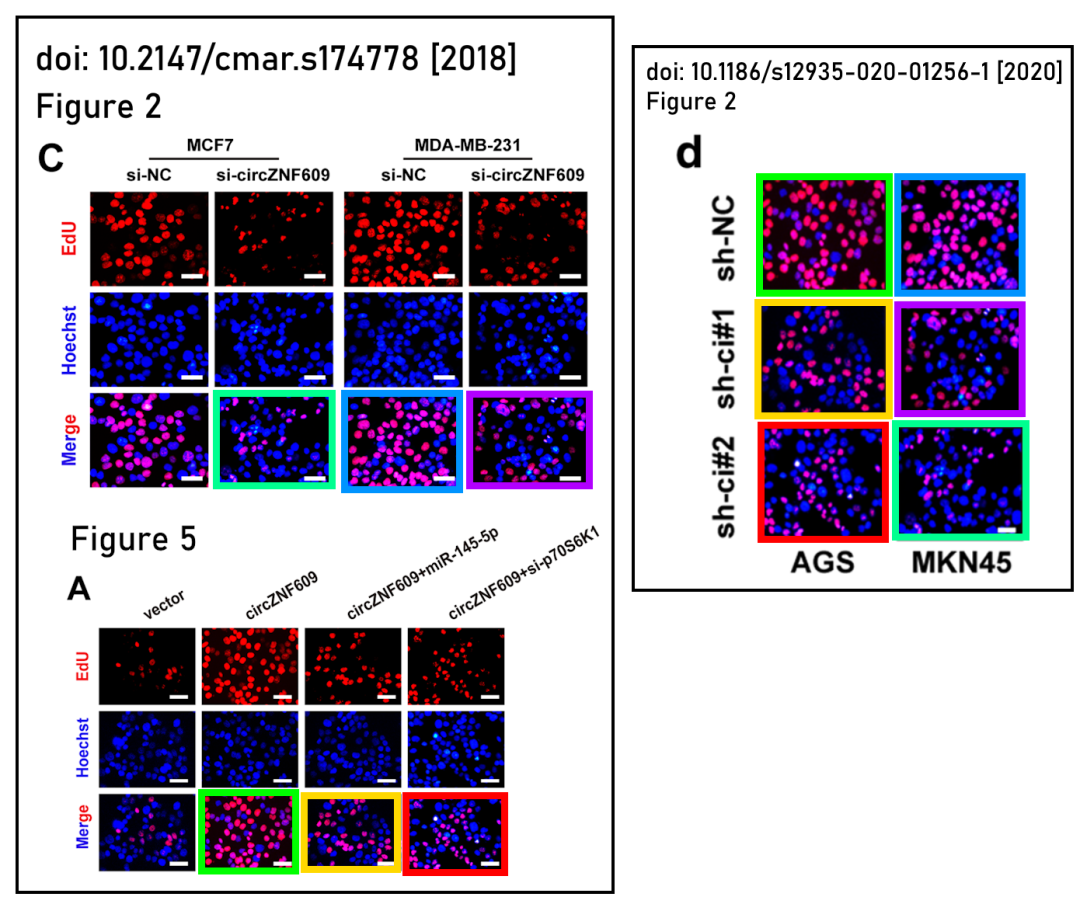 doi: 10.2147/cmar.s174778 [2018]
Figure 2
C
MCF7
MDA-MB-231
si-NC
si-circZNF609
si-NC
si-circZNF609
EdU
Hoechst
Merge
Figure 5
A
vector
circZNF609
circZNF609+miR-145-5p
circZNF609+si-p70S6K1
EdU
Hoechst
Merge
doi: 10.1186/s12935-020-01256-1 [2020]
Figure 2
d
sh-NC
sh-ci#1
sh-ci#2
AGS
MKN45